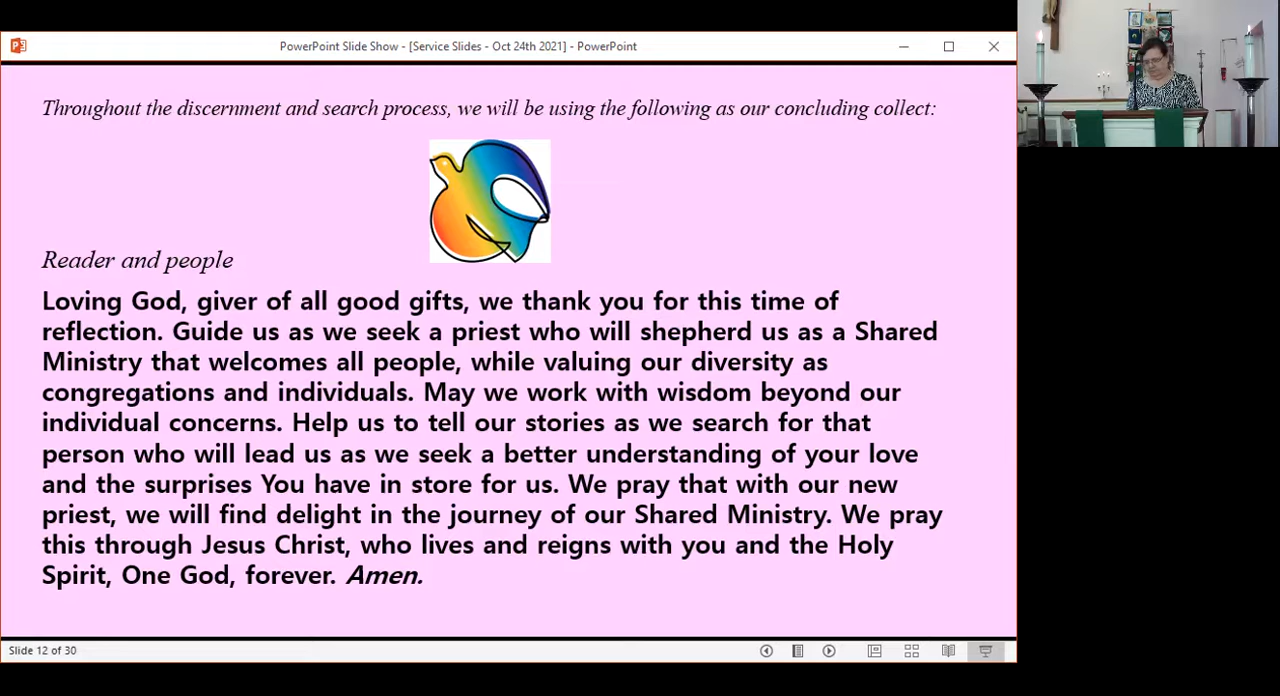 PowerPoint Slide Show - [Service Slides - Oct 24th 2021] - PowerPoint
Throughout the discernment and search process, we will be using the following as our concluding collect:
Reader and people
Loving God, giver of all good gifts, we thank you for this time of
reflection. Guide us as we seek a priest who will shepherd us as a Shared
Ministry that welcomes all people, while valuing our diversity as
congregations and individuals. May we work with wisdom beyond our
individual concerns. Help us to tell our stories as we search for that
person who will lead us as we seek a better understanding of your love
and the surprises You have in store for us. We pray that with our new
priest, we will find delight in the journey of our Shared Ministry. We pray
this through Jesus Christ, who lives and reigns with you and the Holy
Spirit, One God, forever. Amen.
Slide 12 of 30